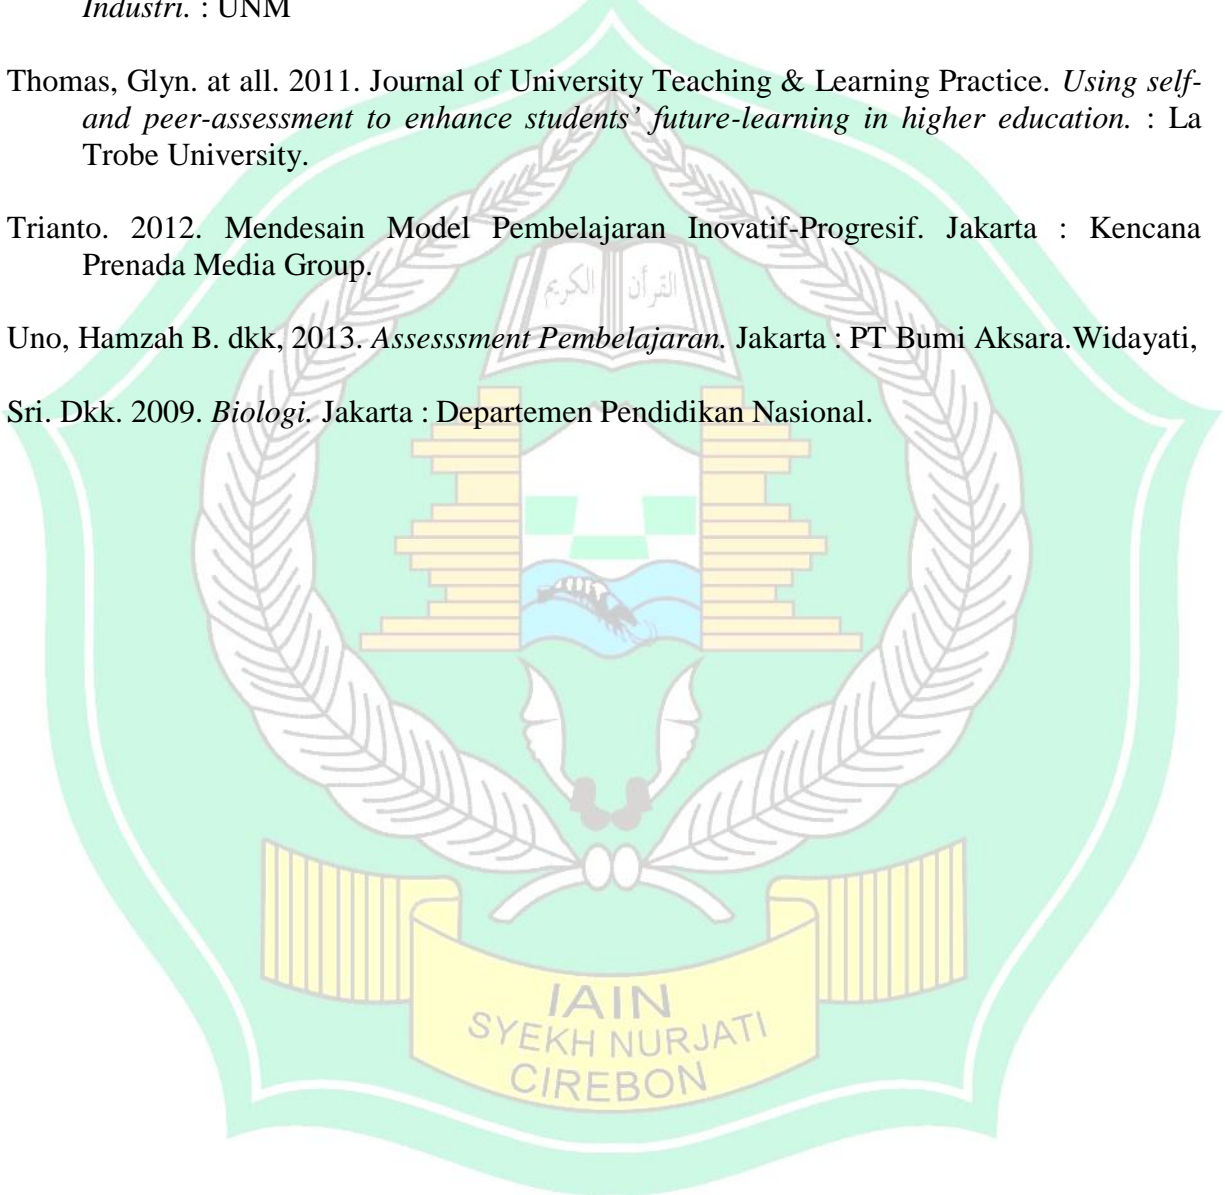 Industri. : UNM
Thomas, Glyn. at all. 2011. Journal of University Teaching & Learning Practice. Using self-
and peer-assessment to enhance students’ future-learning in higher education. : La
Trobe University.
Trianto. 2012. Mendesain Model Pembelajaran Inovatif-Progresif. Jakarta : Kencana
Prenada Media Group.
القرآن الكريم
Uno, Hamzah B. dkk, 2013. Assesssment Pembelajaran. Jakarta : PT Bumi Aksara.Widayati,
Sri. Dkk. 2009. Biologi. Jakarta : Departemen Pendidikan Nasional.
IAIN
SYEKH NURJATI
CIREBON